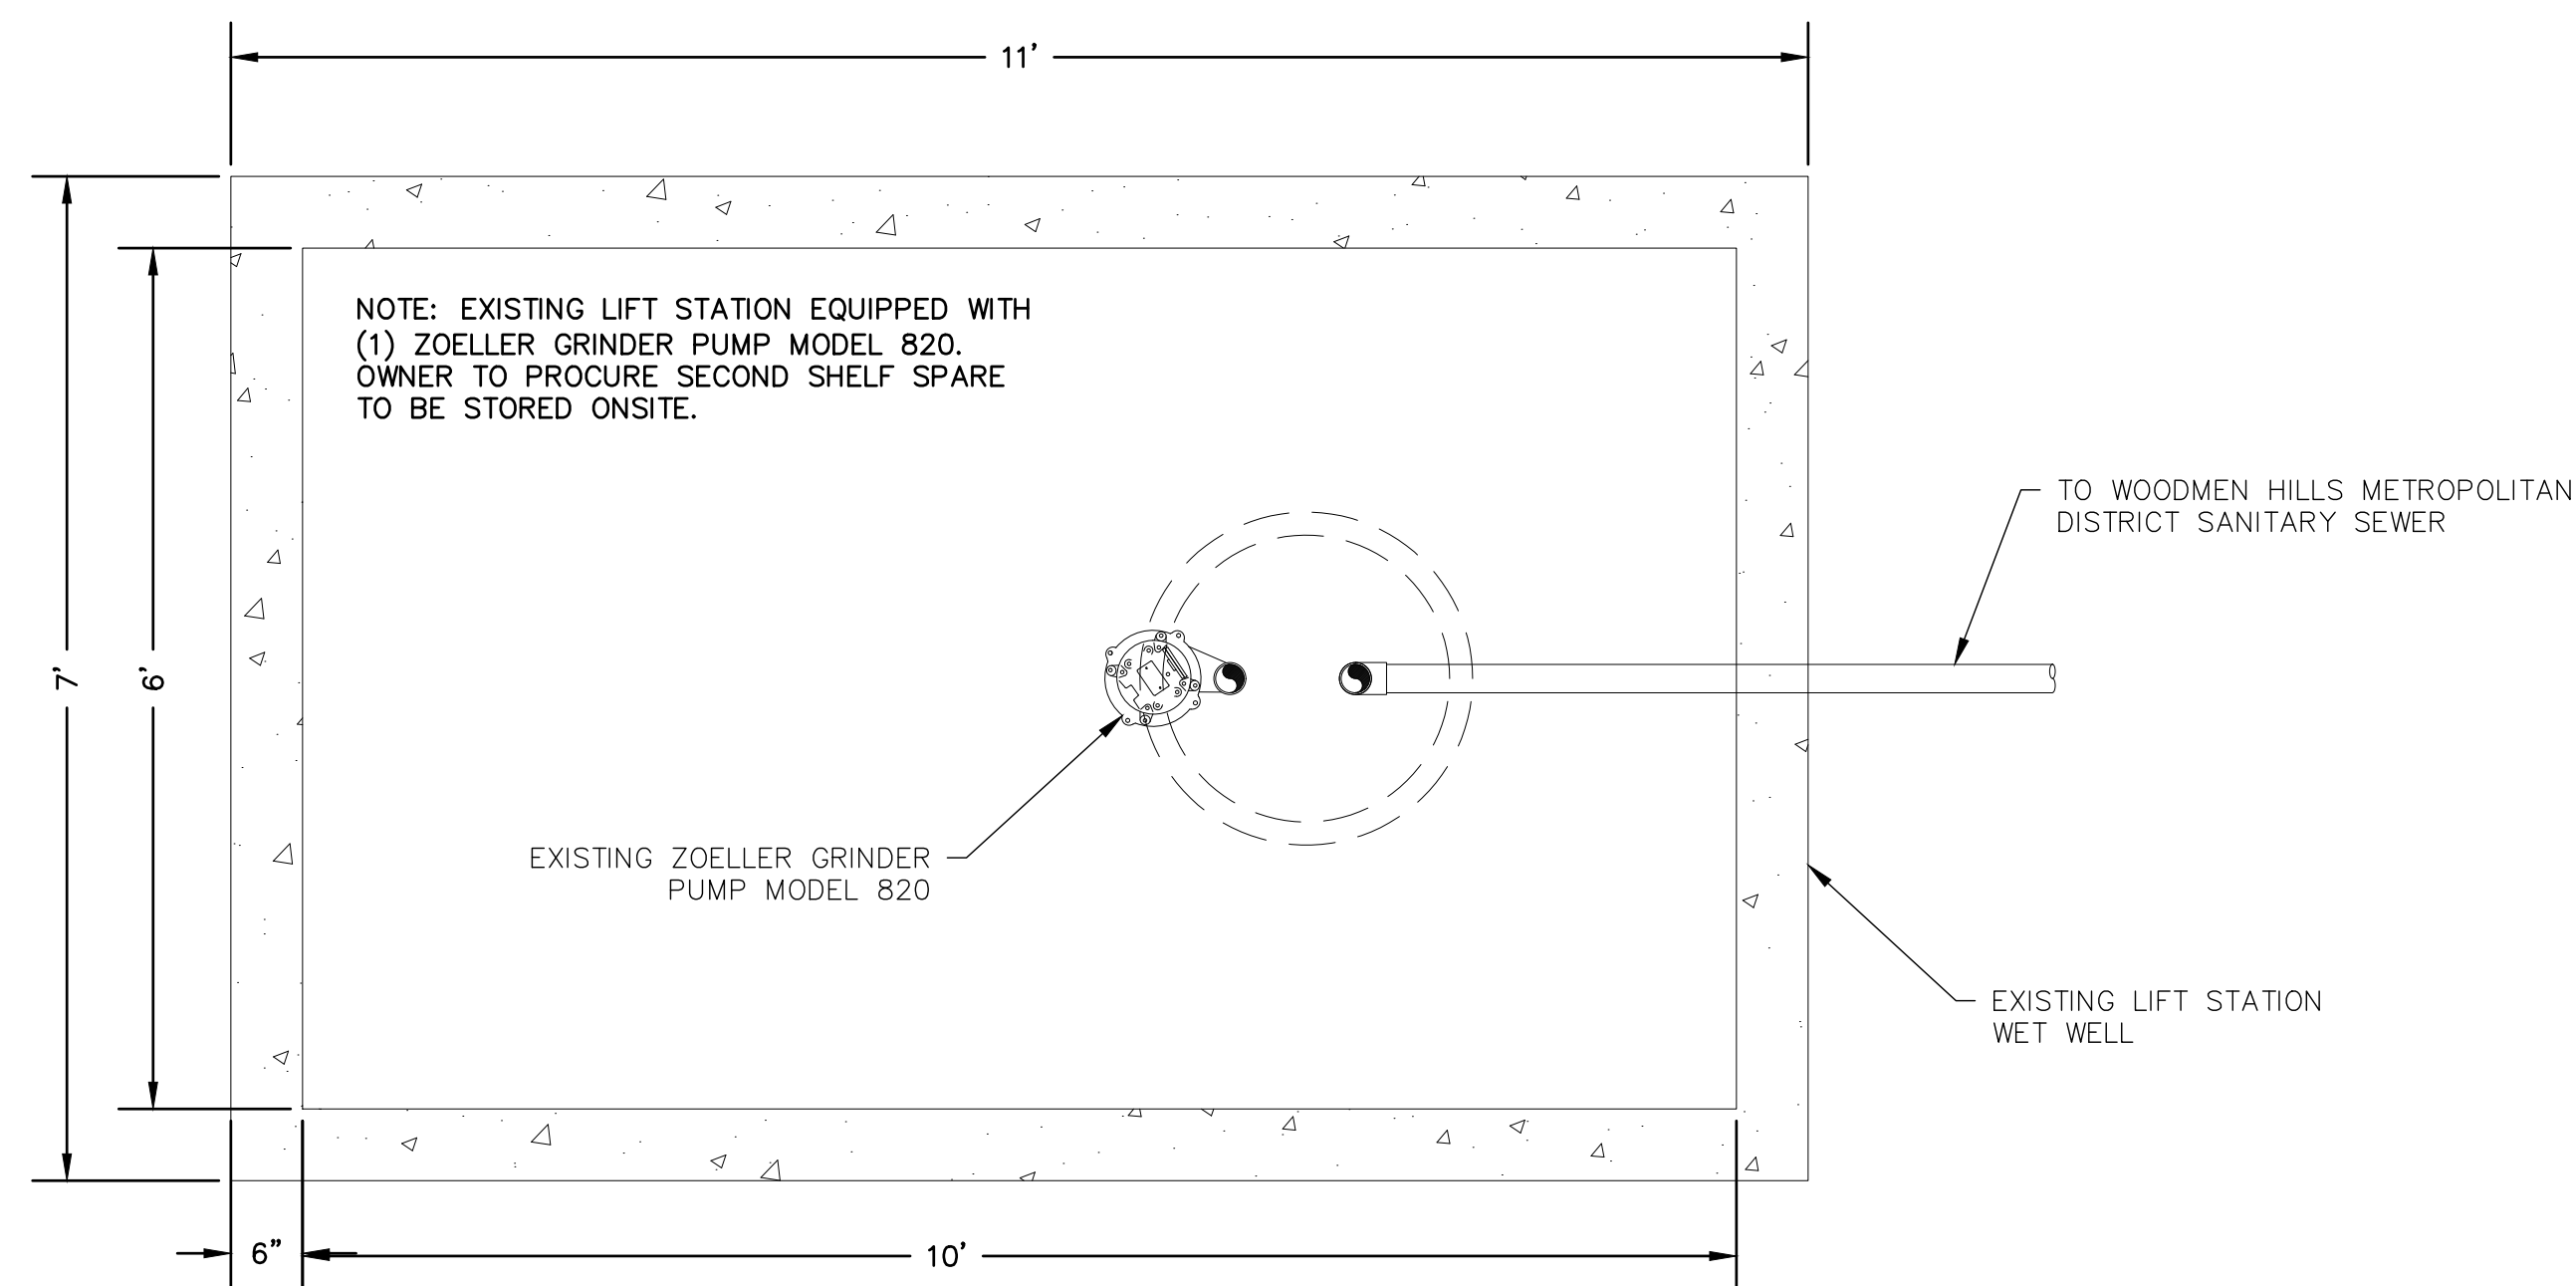 11'
NOTE: EXISTING LIFT STATION EQUIPPED WITH
(1) ZOELLER GRINDER PUMP MODEL 820.
OWNER TO PROCURE SECOND SHELF SPARE
TO BE STORED ONSITE.
TO WOODMEN HILLS METROPOLITAN
DISTRICT SANITARY SEWER
7'
6'
EXISTING ZOELLER GRINDER
PUMP MODEL 820
EXISTING LIFT STATION
WET WELL
6"
10'